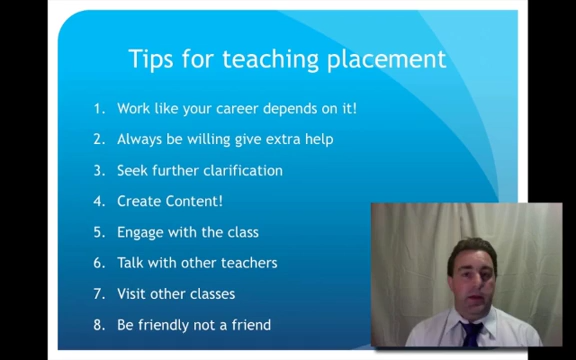 Tips for teaching placement
1. Work like your career depends on it!
2. Always be willing give extra help
3. Seek further clarification
4. Create Content!
5. Engage with the class
6. Talk with other teachers
7. Visit other classes
8. Be friendly not a friend